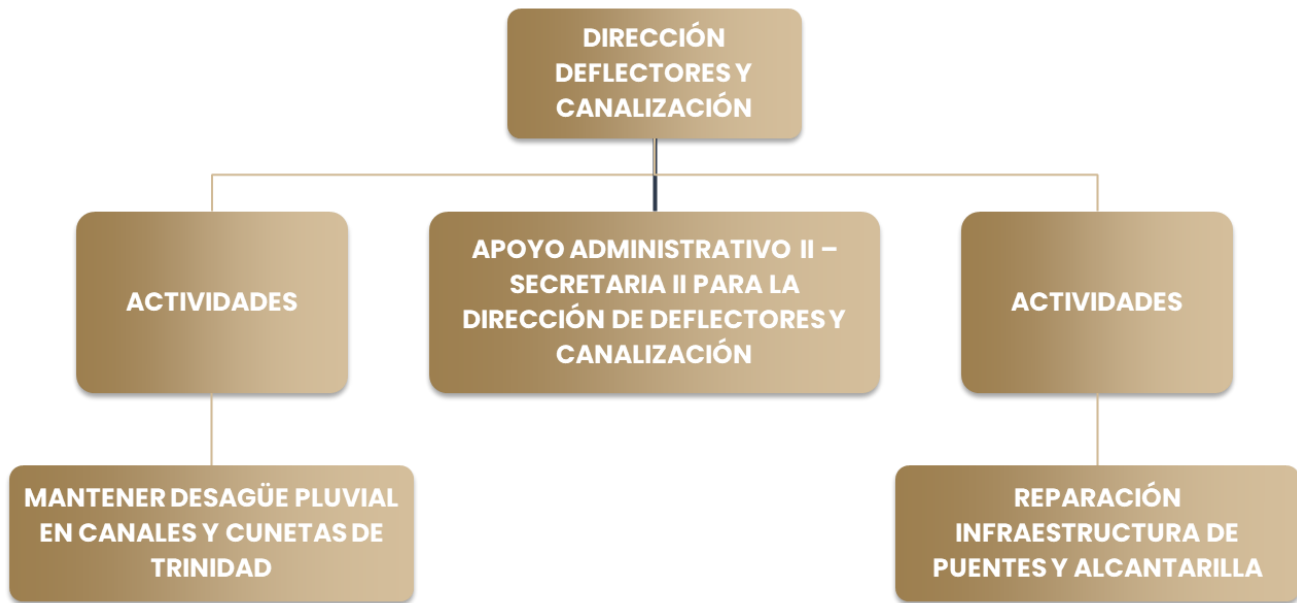 DIRECCIÓN
DEFLECTORES Y
CANALIZACIÓN
ACTIVIDADES
APOYO ADMINISTRATIVO II –
SECRETARIA II PARA LA
DIRECCIÓN DE DEFLECTORES Y
CANALIZACIÓN
ACTIVIDADES
MANTENER DESAGÜE PLUVIAL
EN CANALES Y CUNETAS DE
TRINIDAD
REPARACIÓN
INFRAESTRUCTURA DE
PUENTES Y ALCANTARILLA